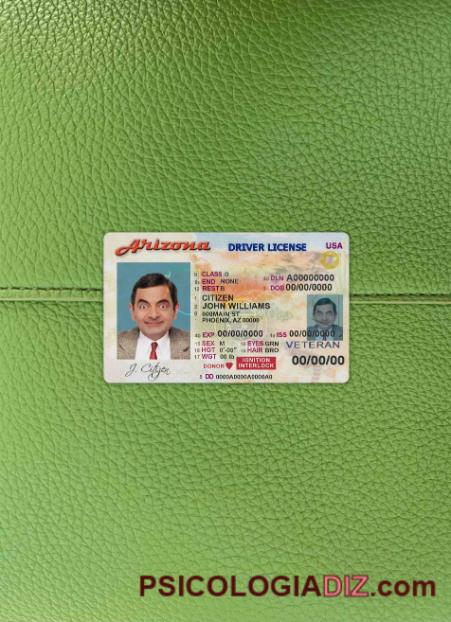 Arizona DRIVER LICENSE USA
9 CLASS D
9a END NONE
12 RESTB
4d DLN A00000000
3 DOB 00/00/0000
1 CITIZEN
2 JOHN WILLIAMS
8 000MAIN ST
PHOENIX, AZ 00000
4b EXP 00/00/0000 4a ISS 00/00/0000
15 SEX M 18 EYES GRN
16 HGT 0'-00" 19 HAIR BRO
17 WGT 00 lb
VETERAN
00/00/00
DONOR
IGNITION
INTERLOCK
J. Citizen
5 DD 0000A0000A0000A0
PSICOLOGIADIZ.com